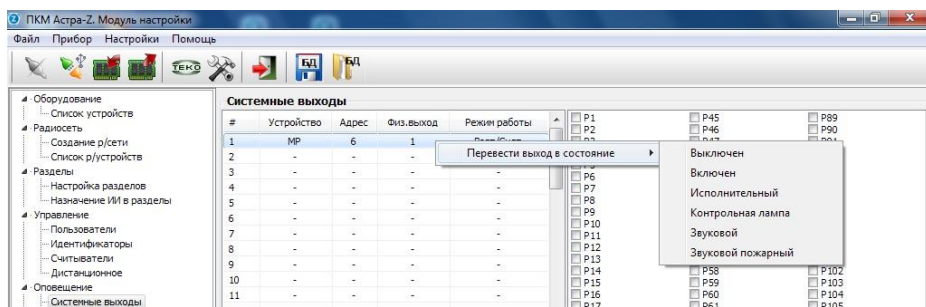 ПКМ Астра-Z. Модуль настройки
Файл Прибор Настройки Помощь
ТЕКО БД БД
Оборудование
Список устройств
Радиосеть
Создание р/сети
Список р/устройств
Разделы
Настройка разделов
Назначение ИИ в разделы
Управление
Пользователи
Идентификаторы
Считыватели
Дистанционное
Оповещение
Системные выходы
Системные выходы
# Устройство Адрес Физ.выход Режим работы
1 МР 6 1
2 - - - -
3 - - - -
4 - - - -
5 - - - -
6 - - - -
7 - - - -
8 - - - -
9 - - - -
10 - - - -
11 - - - -
Перевести выход в состояние
Выключен
Включен
Исполнительный
Контрольная лампа
Звуковой
Звуковой пожарный
P1 P45 P89
P2 P46 P90
P6
P7
P8
P9
P10
P11
P12
P13
P14 P58 P102
P15 P59 P103
P16 P60 P104
P17 P61 P105